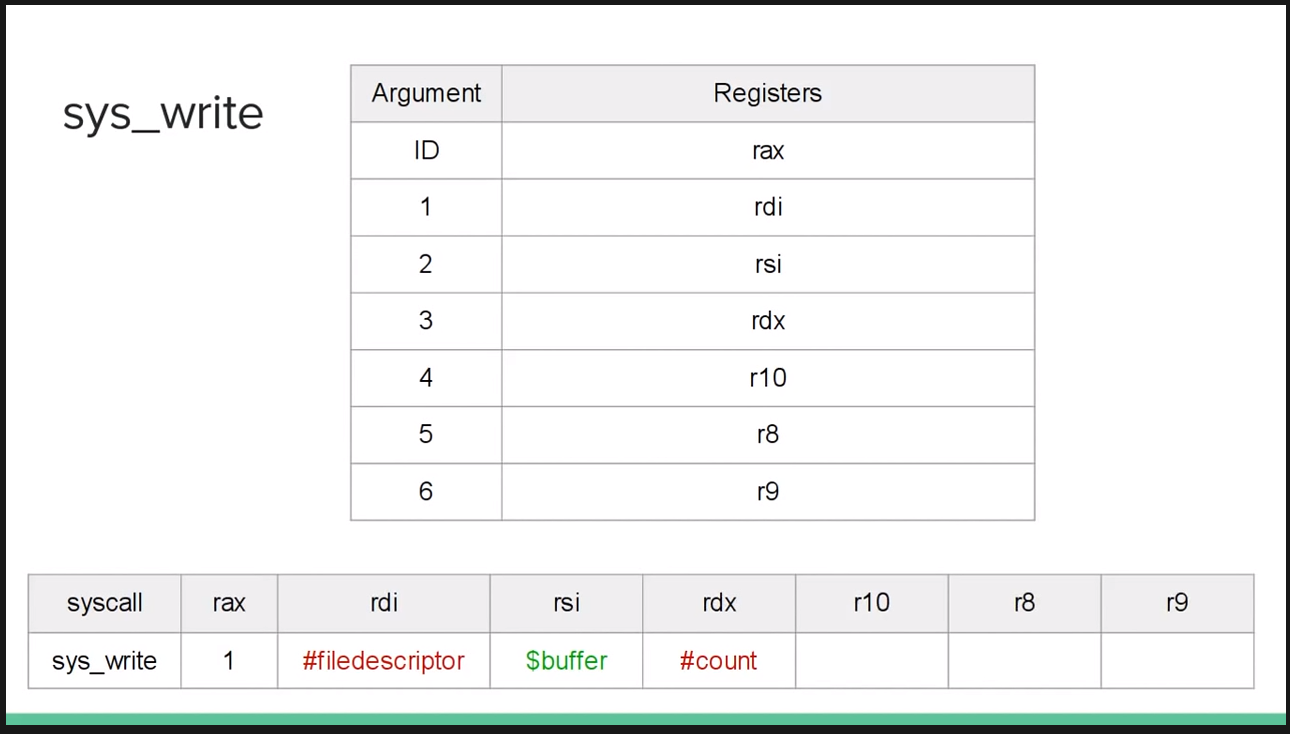 sys_write
Argument Registers
ID rax
1 rdi
2 rsi
3 rdx
4 r10
5 r8
6 r9
syscall rax rdi rsi rdx r10 r8 r9
sys_write 1 #filedescriptor $buffer #count